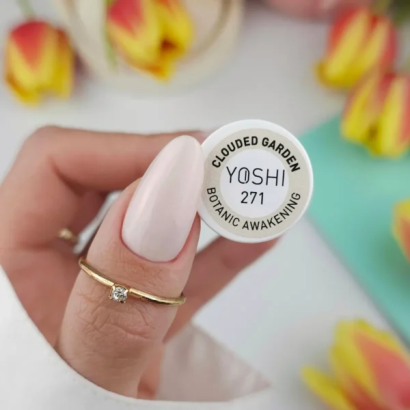 CLOUDED GARDEN
YOSHI
271
BOTANIC AWAKENING